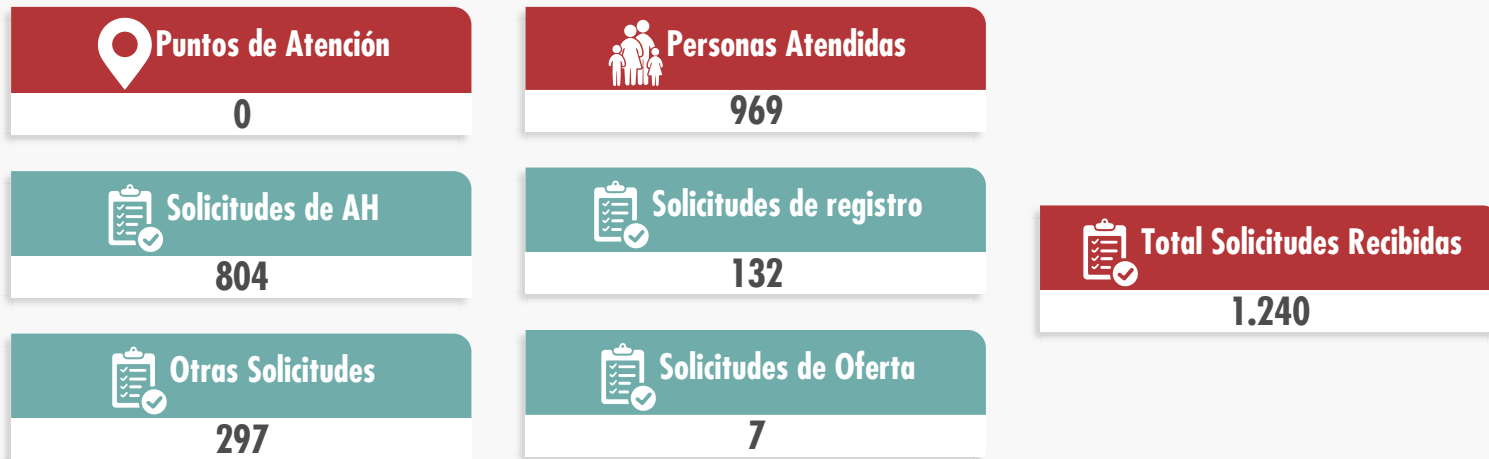 Puntos de Atención
0
Personas Atendidas
969
Solicitudes de AH
804
Solicitudes de registro
132
Total Solicitudes Recibidas
1.240
Otras Solicitudes
297
Solicitudes de Oferta
7